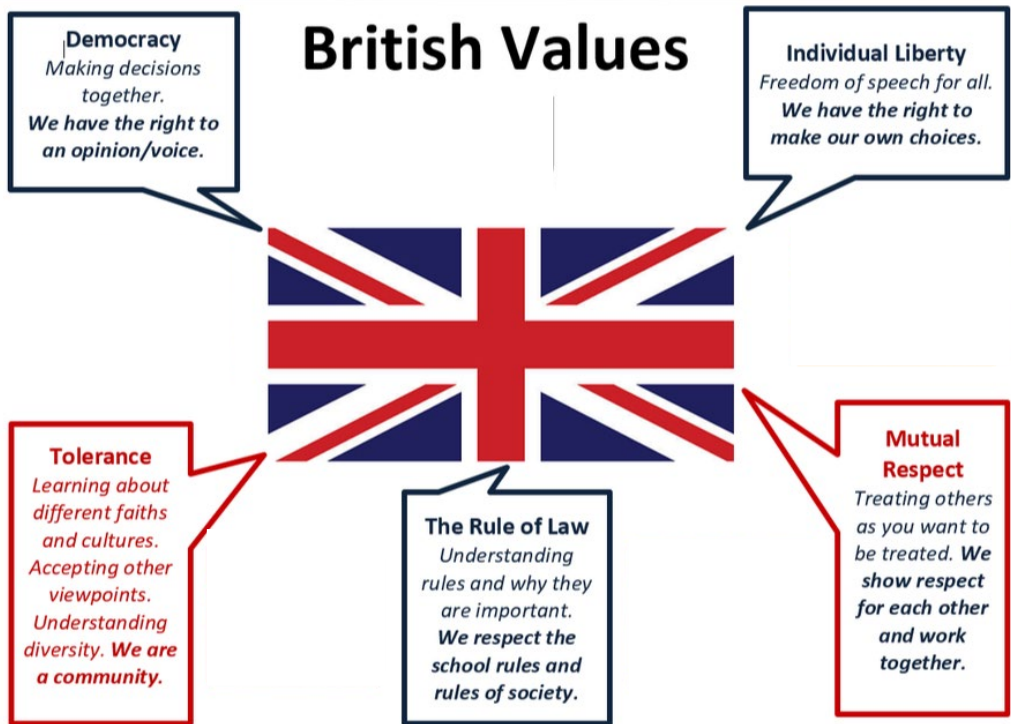 British Values
Democracy
Making decisions
together.
We have the right to
an opinion/voice.
Individual Liberty
Freedom of speech for all.
We have the right to
make our own choices.
Tolerance
Learning about
different faiths
and cultures.
Accepting other
viewpoints.
Understanding
diversity. We are
a community.
The Rule of Law
Understanding
rules and why they
are important.
We respect the
school rules and
rules of society.
Mutual
Respect
Treating others
as you want to
be treated. We
show respect
for each other
and work
together.